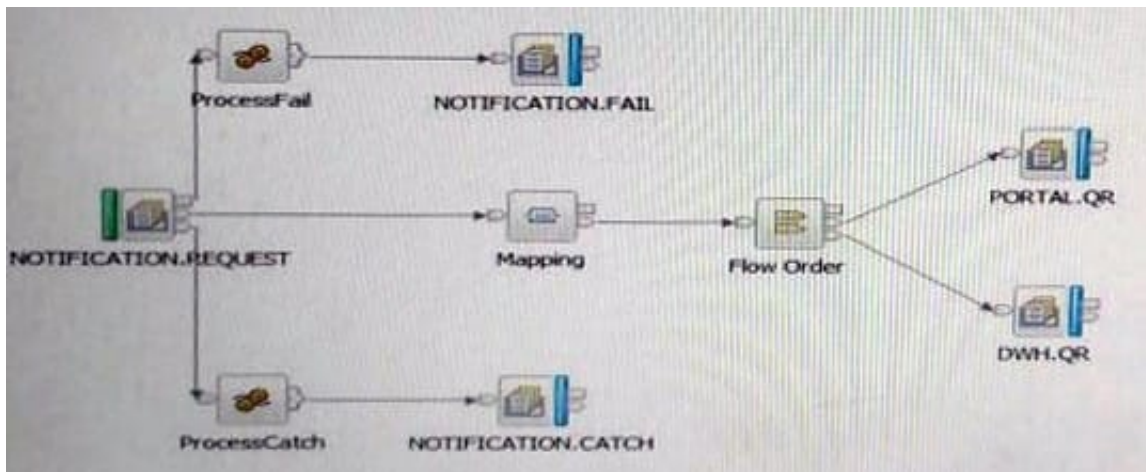 ProcessFail
NOTIFICATION.FAIL
PORTAL.QR
NOTIFICATION.REQUEST
Mapping
Flow Order
DWH.QR
ProcessCatch
NOTIFICATION.CATCH